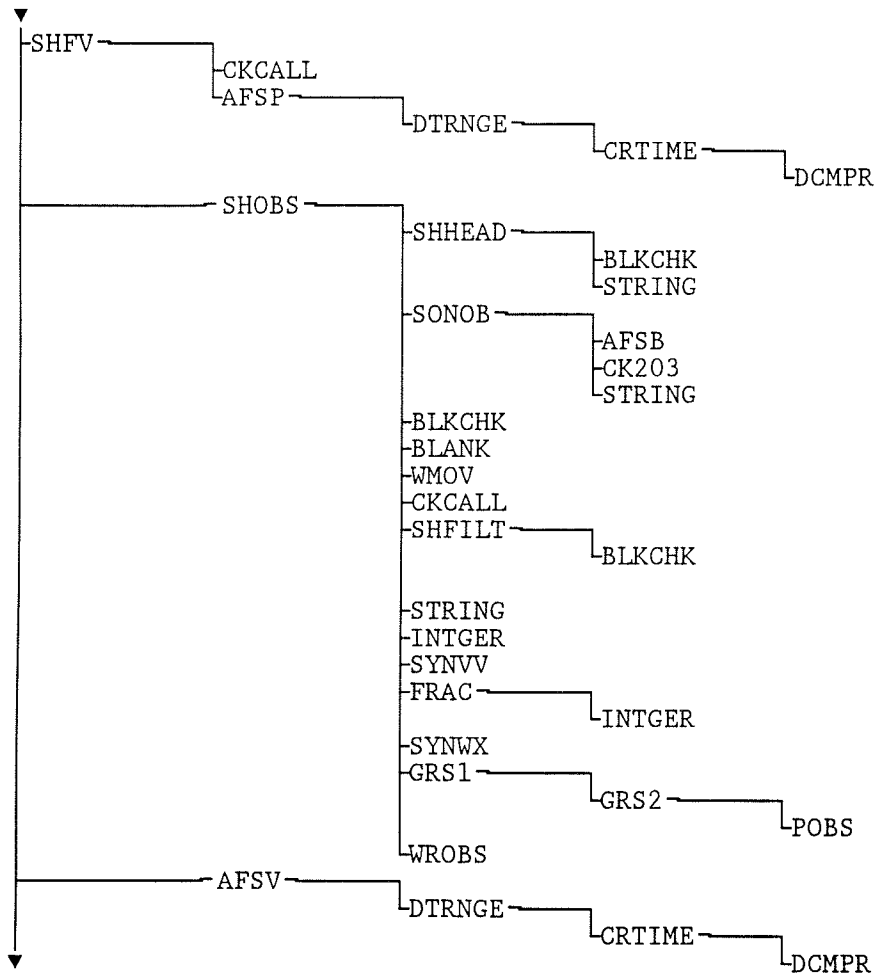 SHFV
CKCALL
AFSP
DTRNGE
CRTIME
DCMPR
SHOBS
SHHEAD
BLKCHK
STRING
SONOB
AFSB
CK203
STRING
BLKCHK
BLANK
WMOV
CKCALL
SHFILT
BLKCHK
STRING
INTGER
SYNVV
FRAC
INTGER
SYNWX
GRS1
GRS2
POBS
WROBS
AFSV
DTRNGE
CRTIME
DCMPR